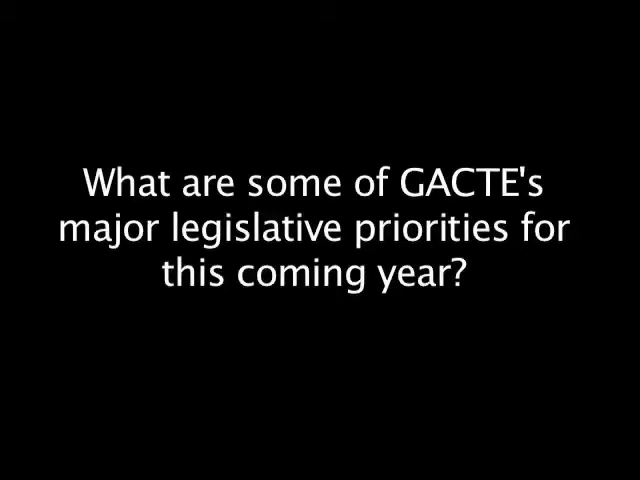 What are some of GACTE's
major legislative priorities for
this coming year?